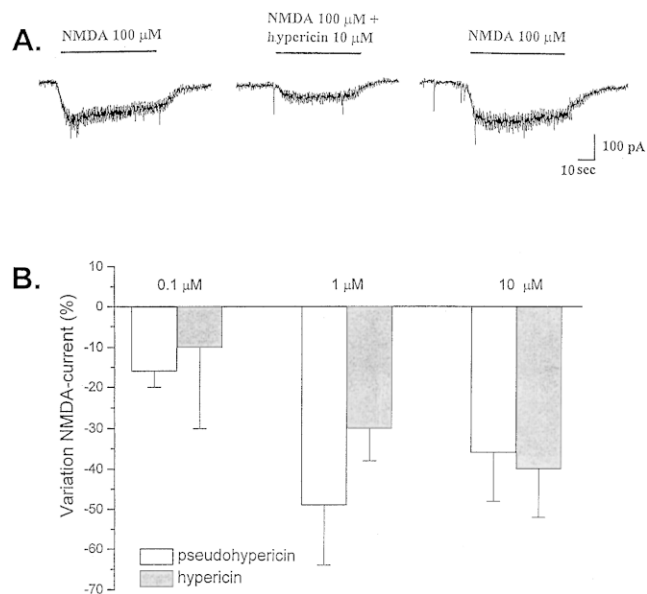 A.
NMDA 100 μM
NMDA 100 μM +
hypericin 10 μM
NMDA 100 μM
100 pA
10 sec
B.
Variation NMDA-current (%)
10
0
-10
-20
-30
-40
-50
-60
-70
0.1 μM
1 μM
10 μM
pseudohypericin
hypericin